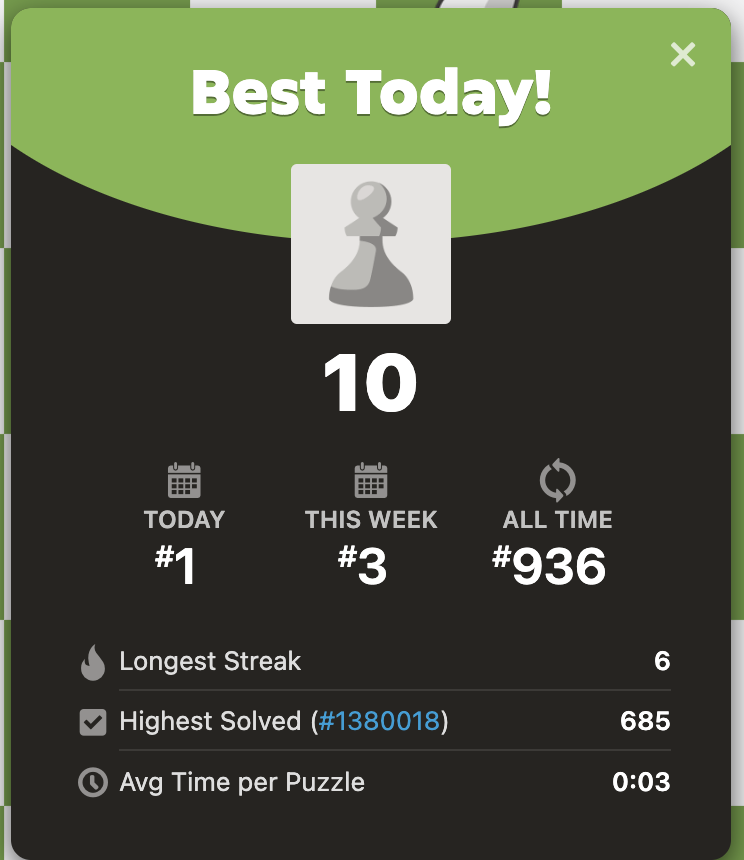 Best Today!
10
TODAY THIS WEEK ALL TIME
#1 #3 #936
Longest Streak 6
Highest Solved (#1380018) 685
Avg Time per Puzzle 0:03